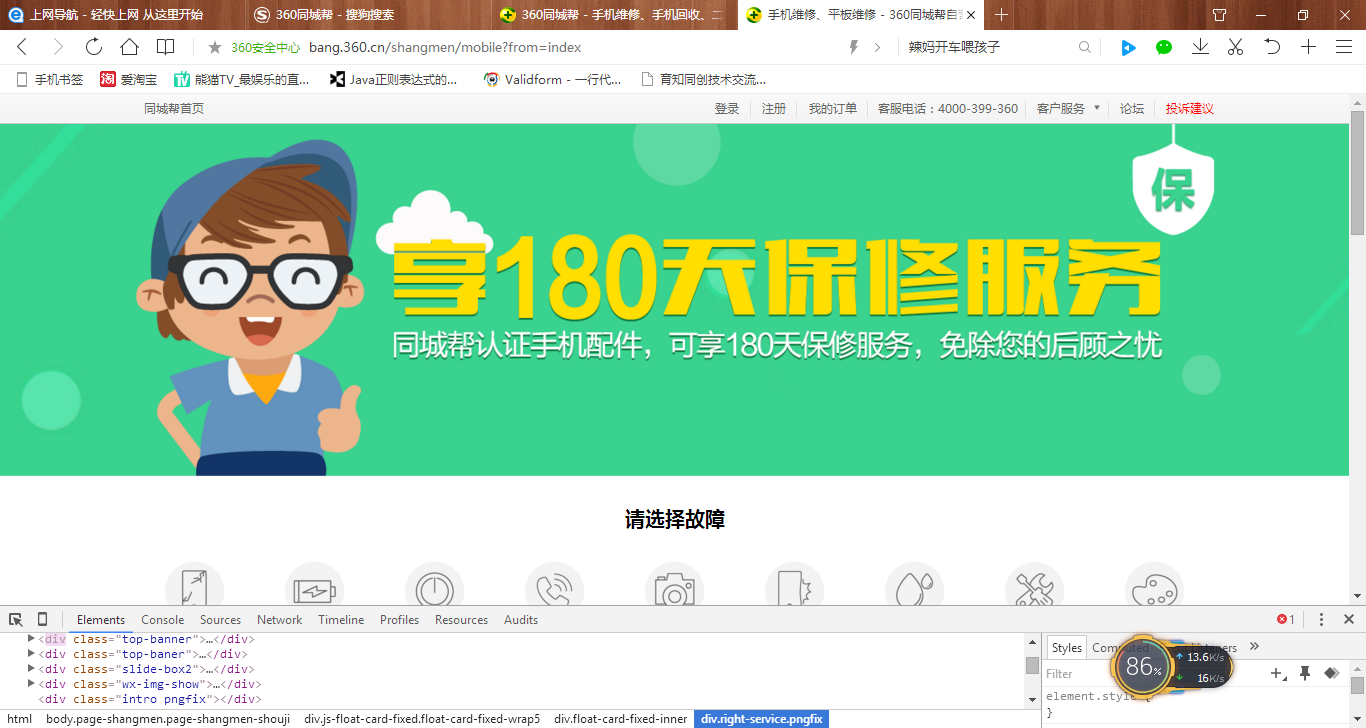 上网导航 - 轻快上网 从这里开始
360同城帮 - 搜狗搜索
360同城帮 - 手机维修、手机回收、二
手机维修、平板维修 - 360同城帮自营
360安全中心 bang.360.cn/shangmen/mobile?from=index
辣妈开车喂孩子
手机书签 爱淘宝 熊猫TV_最娱乐的直... Java正则表达式的... Validform - 一行代... 育知同创技术交流...
同城帮首页 登录 注册 我的订单 客服电话：4000-399-360 客户服务 论坛 投诉建议
保
享180天保修服务
同城帮认证手机配件，可享180天保修服务，免除您的后顾之忧
请选择故障
Elements Console Sources Network Timeline Profiles Resources Audits 1
<div class="top-banner">…</div>
<div class="top-baner">…</div>
<div class="slide-box2">…</div>
<div class="wx-img-show">…</div>
<div class="intro pngfix"></div>
Styles Computed Listeners
Filter
element.style {
}
86%
13.6K/s
16K/s
html body.page-shangmen.page-shangmen-shouji div.js-float-card-fixed.float-card-fixed-wrap5 div.float-card-fixed-inner div.right-service.pngfix